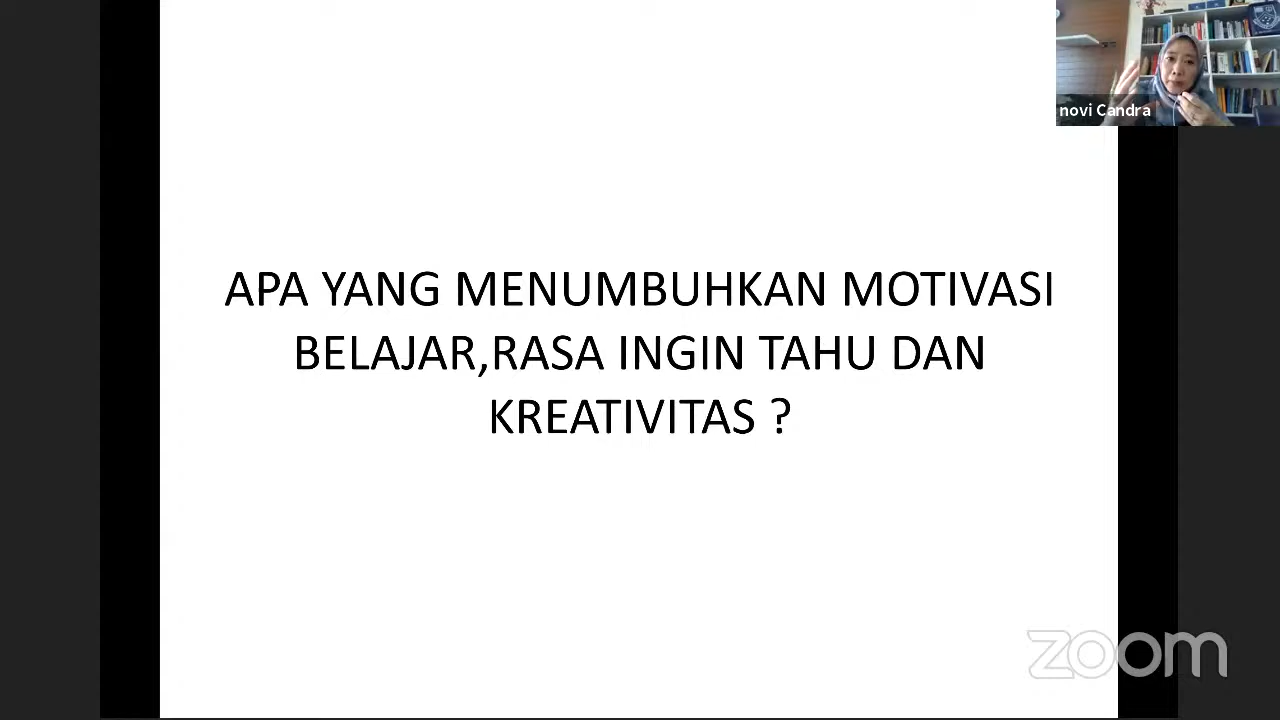 novi Candra
APA YANG MENUMBUHKAN MOTIVASI
BELAJAR,RASA INGIN TAHU DAN
KREATIVITAS ?
zoom